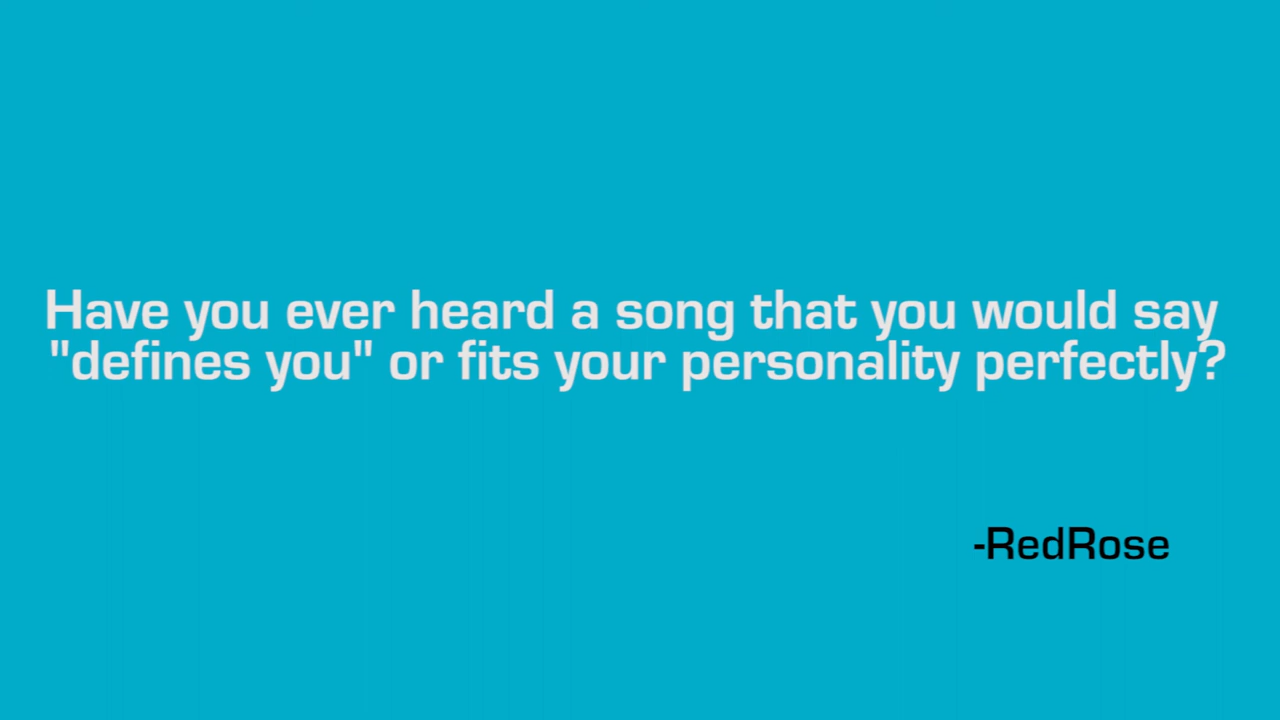 Have you ever heard a song that you would say
"defines you" or fits your personality perfectly?
-RedRose